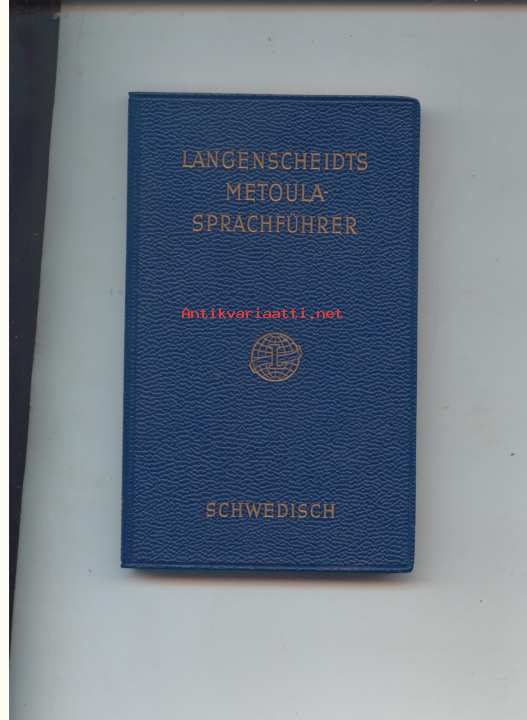 LANGENSCHEIDTS
METOULA-
SPRACHFÜHRER
Antikvariaatti.net
L
SCHWEDISCH